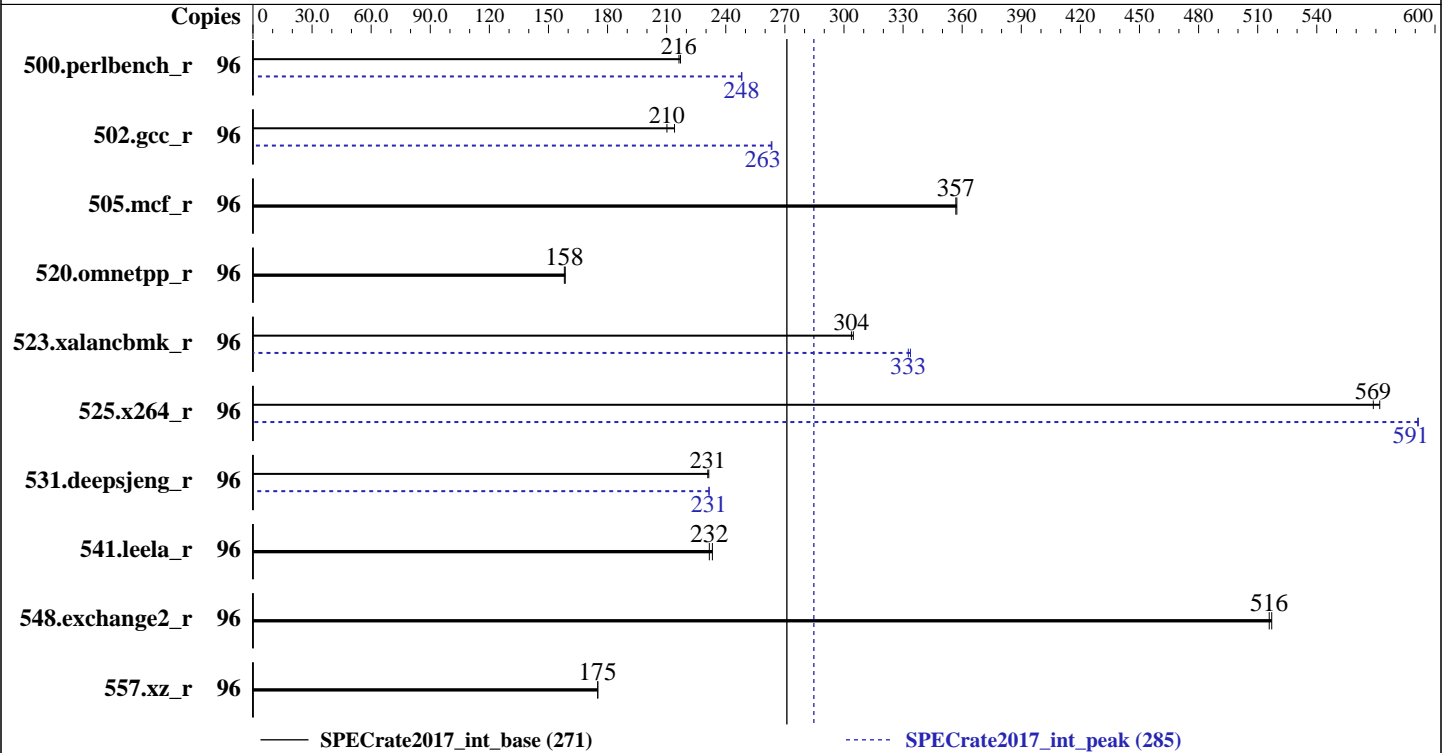 Copies 0 30.0 60.0 90.0 120 150 180 210 240 270 300 330 360 390 420 450 480 510 540 600
500.perlbench_r 96 216
248
502.gcc_r 96 210
263
505.mcf_r 96 357
520.omnetpp_r 96 158
523.xalancbmk_r 96 304
333
525.x264_r 96 569
591
531.deepsjeng_r 96 231
231
541.leela_r 96 232
548.exchange2_r 96 516
557.xz_r 96 175
SPECrate2017_int_base (271) SPECrate2017_int_peak (285)